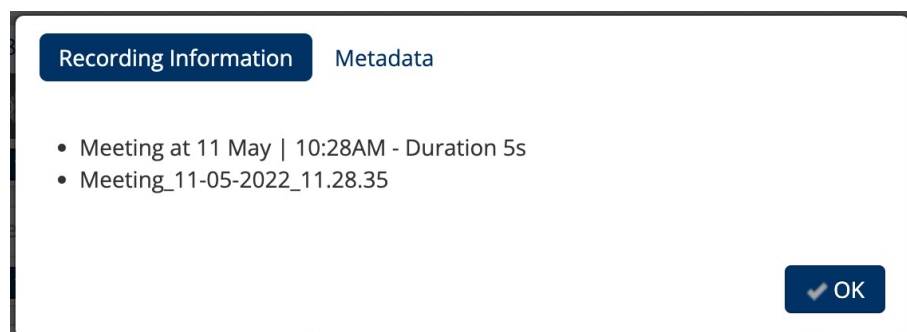 Recording Information Metadata
• Meeting at 11 May | 10:28AM - Duration 5s
• Meeting_11-05-2022_11.28.35
OK